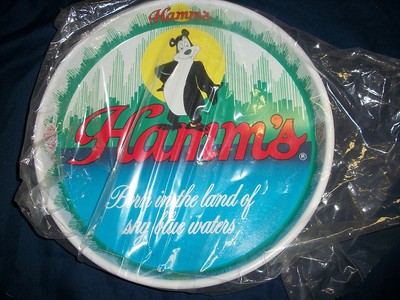 Hamm's
Hamm's®
Born in the land of
sky blue waters